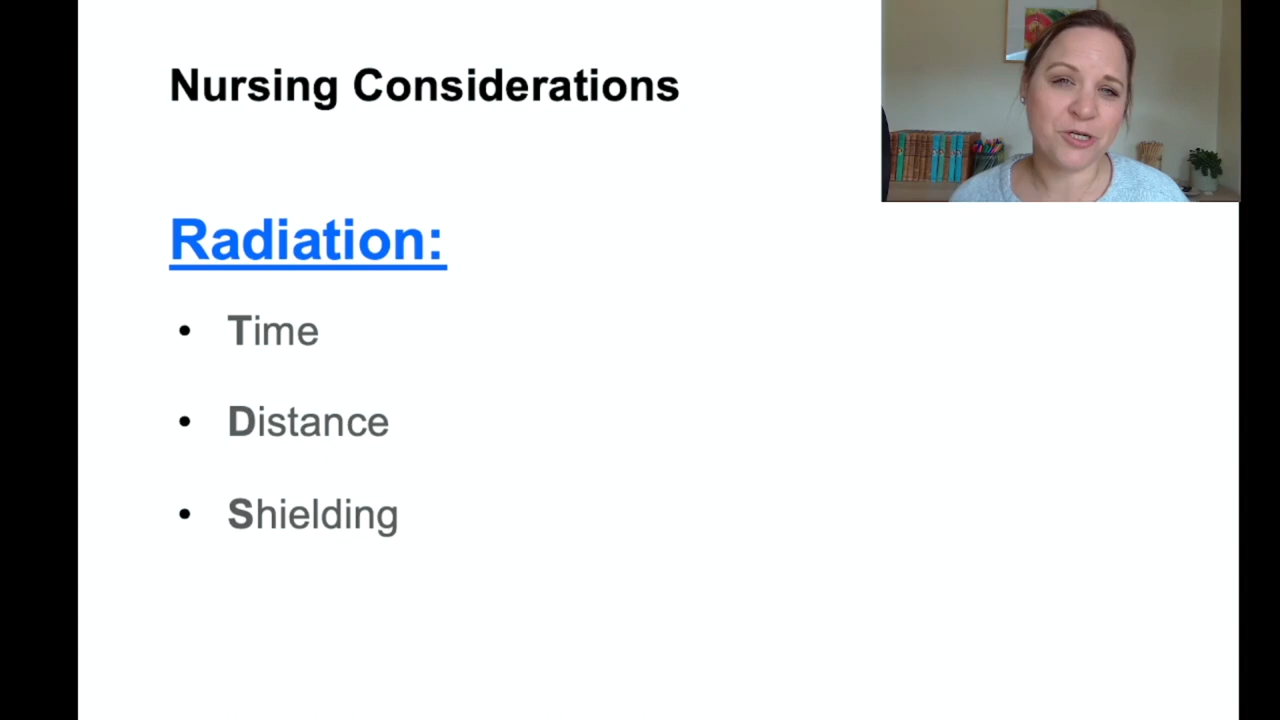 Nursing Considerations
Radiation:
• Time
• Distance
• Shielding